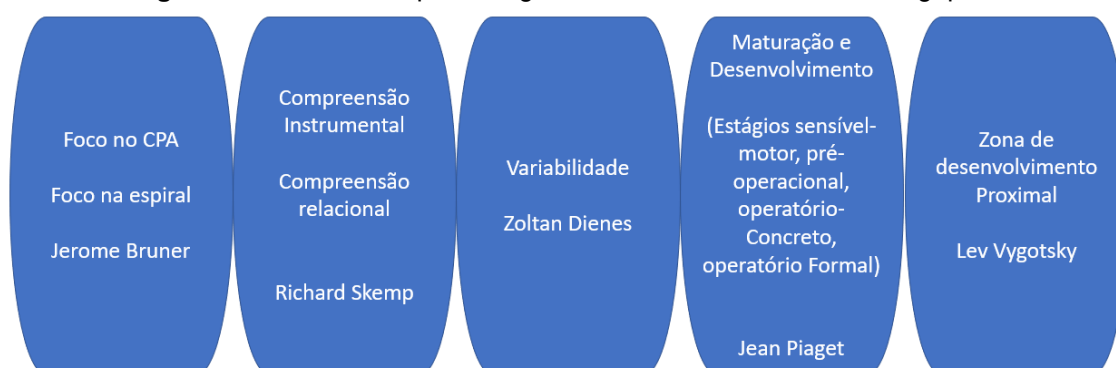 Foco no CPA
Foco na espiral
Jerome Bruner
Compreensão
Instrumental
Compreensão
relacional
Richard Skemp
Variabilidade
Zoltan Dienes
Maturação e
Desenvolvimento
(Estágios sensível-
motor, pré-
operacional,
operatório-
Concreto,
operatório Formal)
Jean Piaget
Zona de
desenvolvimento
Proximal
Lev Vygotsky